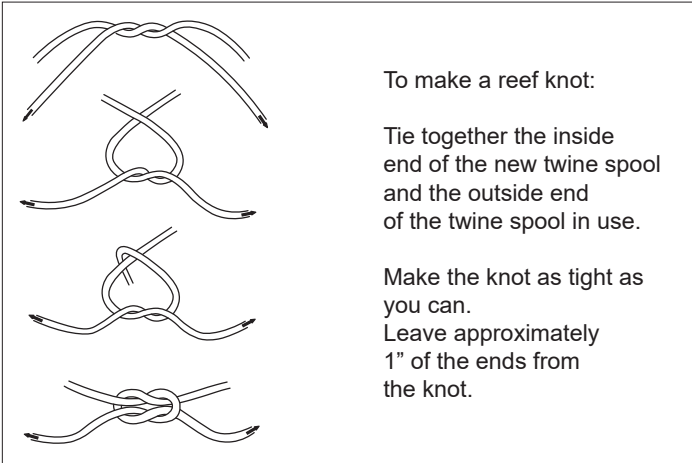 To make a reef knot:
Tie together the inside
end of the new twine spool
and the outside end
of the twine spool in use.
Make the knot as tight as
you can.
Leave approximately
1” of the ends from
the knot.